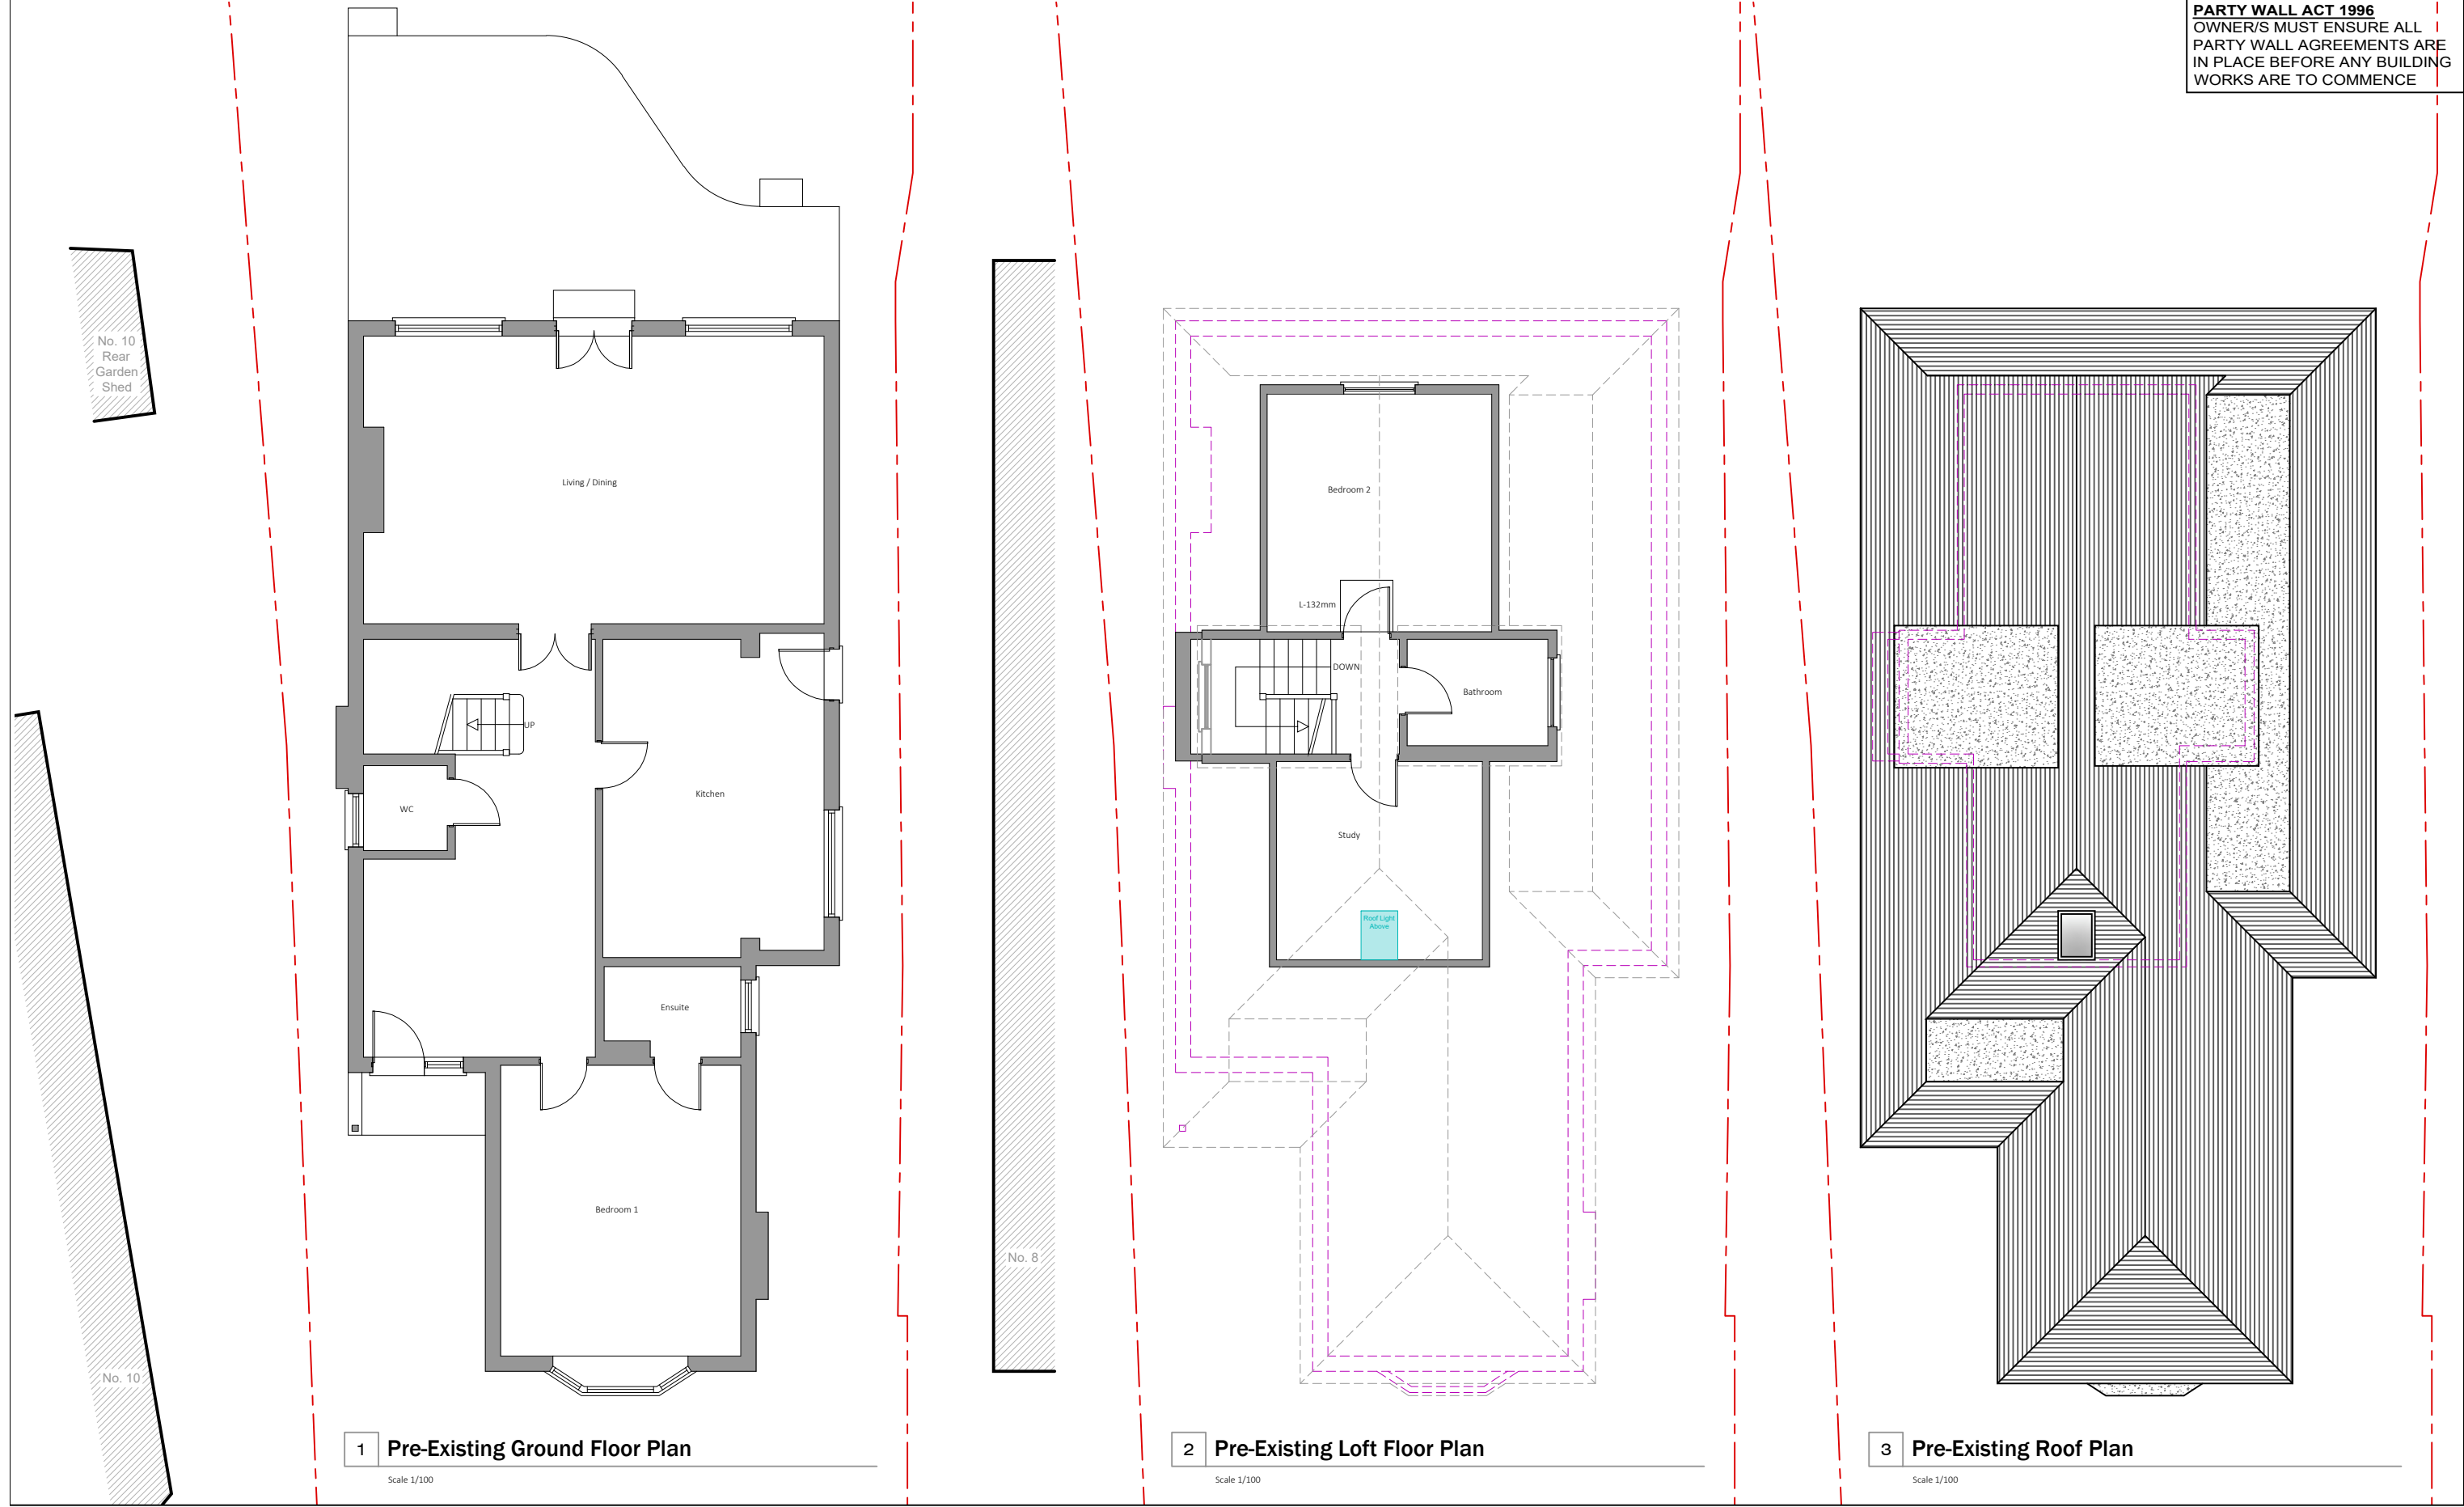 PARTY WALL ACT 1996
OWNER/S MUST ENSURE ALL
PARTY WALL AGREEMENTS ARE
IN PLACE BEFORE ANY BUILDING
WORKS ARE TO COMMENCE
No. 10
Rear
Garden
Shed
Living / Dining
UP
WC
Kitchen
Ensuite
Bedroom 1
No. 10
No. 8
Bedroom 2
L-132mm
DOWN
Bathroom
Study
Roof Light
Above
1 Pre-Existing Ground Floor Plan
Scale 1/100
2 Pre-Existing Loft Floor Plan
Scale 1/100
3 Pre-Existing Roof Plan
Scale 1/100